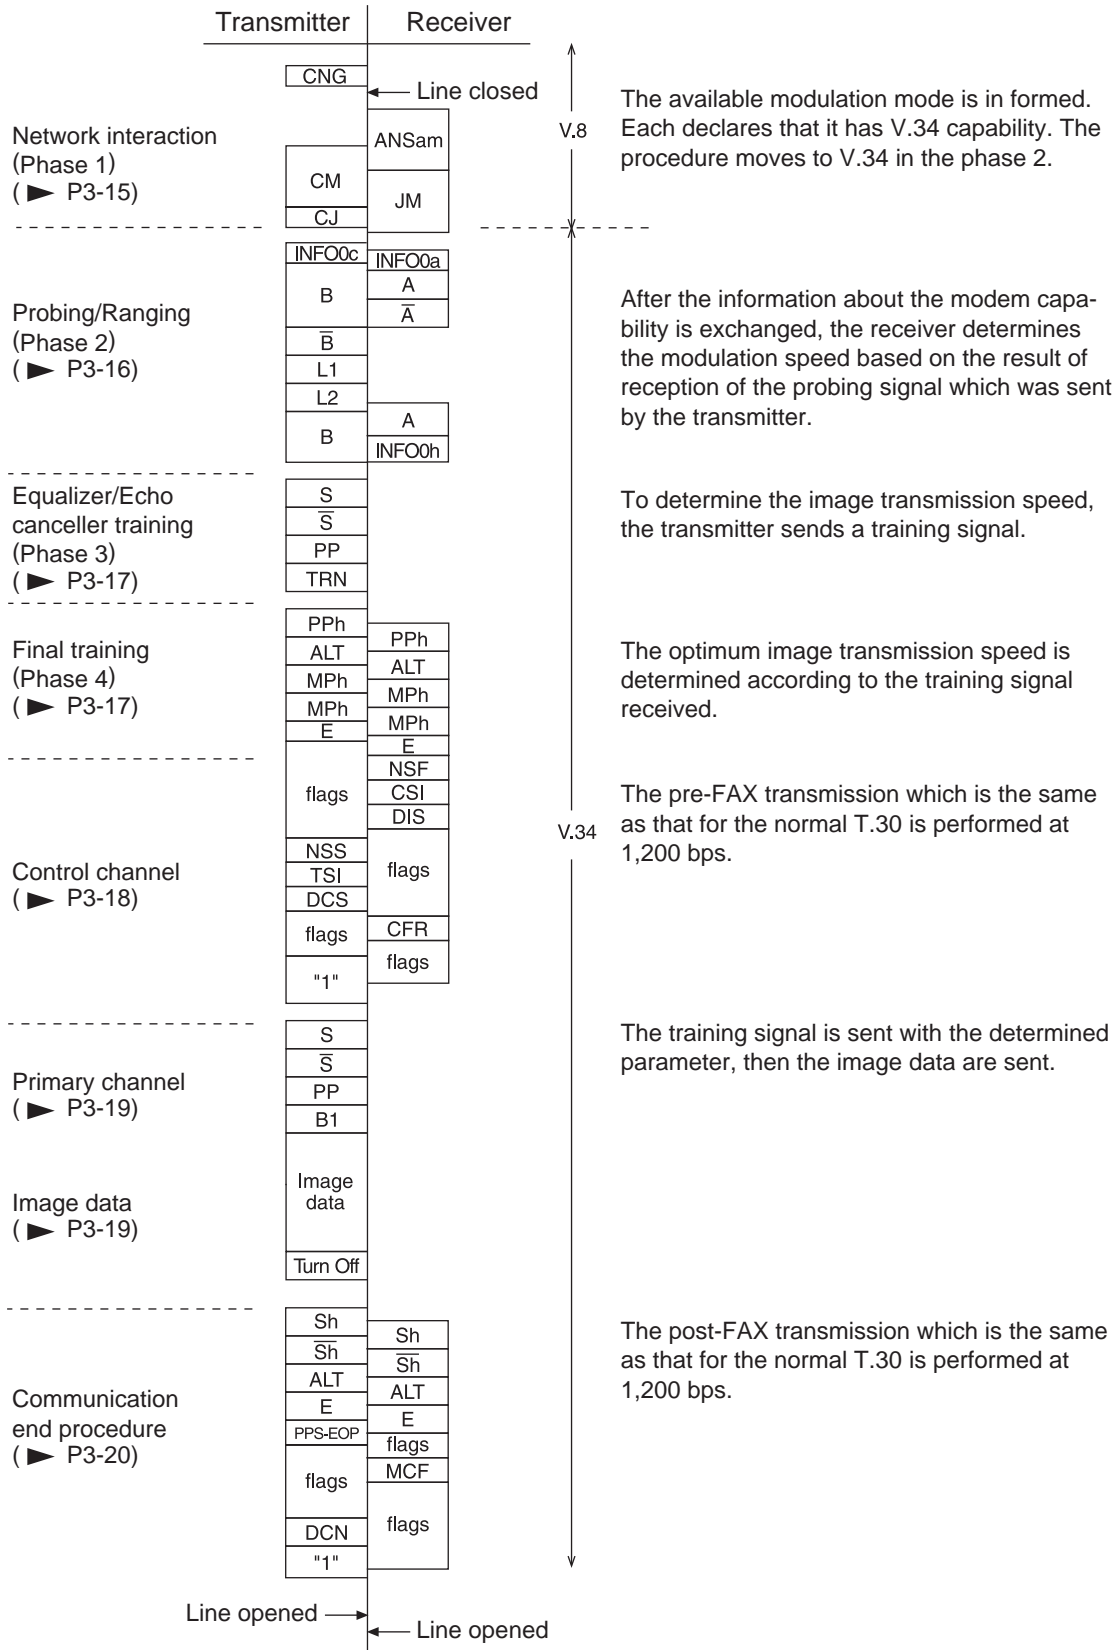 Transmitter
Receiver
CNG
Line closed
Network interaction
(Phase 1)
( ► P3-15)
ANSam
CM
JM
CJ
V.8
The available modulation mode is in formed.
Each declares that it has V.34 capability. The
procedure moves to V.34 in the phase 2.
Probing/Ranging
(Phase 2)
( ► P3-16)
INFO0c
B
B̅
L1
L2
B
INFO0a
A
A̅
A
INFO0h
After the information about the modem capa-
bility is exchanged, the receiver determines
the modulation speed based on the result of
reception of the probing signal which was sent
by the transmitter.
Equalizer/Echo
canceller training
(Phase 3)
( ► P3-17)
S
S̅
PP
TRN
To determine the image transmission speed,
the transmitter sends a training signal.
Final training
(Phase 4)
( ► P3-17)
PPh
ALT
MPh
MPh
E
PPh
ALT
MPh
MPh
E
The optimum image transmission speed is
determined according to the training signal
received.
V.34
Control channel
( ► P3-18)
flags
NSS
TSI
DCS
flags
"1"
NSF
CSI
DIS
flags
CFR
flags
The pre-FAX transmission which is the same
as that for the normal T.30 is performed at
1,200 bps.
Primary channel
( ► P3-19)
S
S̅
PP
B1
The training signal is sent with the determined
parameter, then the image data are sent.
Image data
( ► P3-19)
Image
data
Turn Off
Communication
end procedure
( ► P3-20)
Sh
S̅h̅
ALT
E
PPS-EOP
flags
DCN
"1"
Sh
S̅h̅
ALT
E
flags
MCF
flags
The post-FAX transmission which is the same
as that for the normal T.30 is performed at
1,200 bps.
Line opened
Line opened